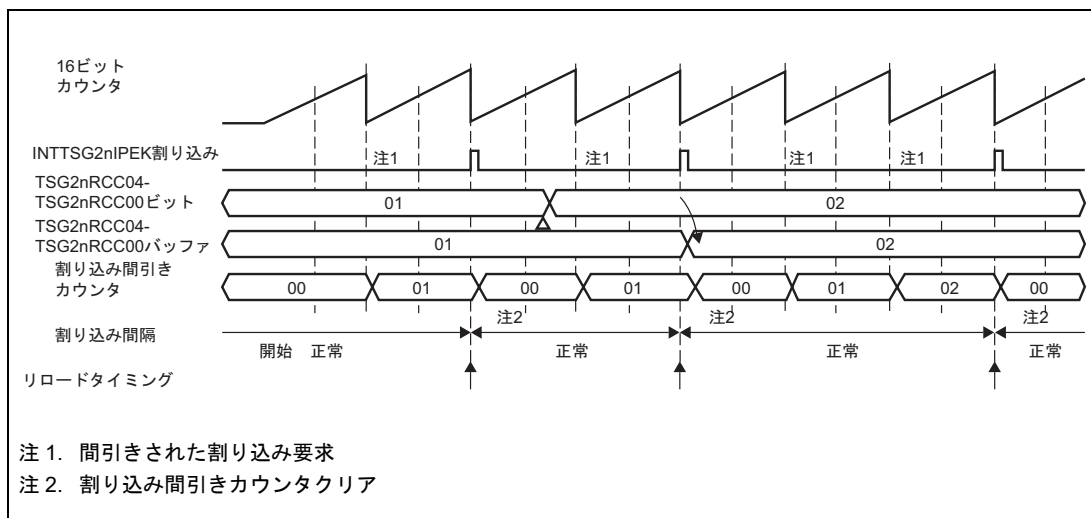 16ビット
カウンタ
INTTSG2nIPEK割り込み
注1 注1 注1 注1
TSG2nRCC04-
TSG2nRCC00ビット
01 02
TSG2nRCC04-
TSG2nRCC00バッファ
01 02
割り込み間引き
カウンタ
00 01 00 01 00 01 02 00
注2 注2 注2
割り込み間隔
開始 正常 正常 正常 正常
リロードタイミング
注 1. 間引きされた割り込み要求
注 2. 割り込み間引きカウンタクリア